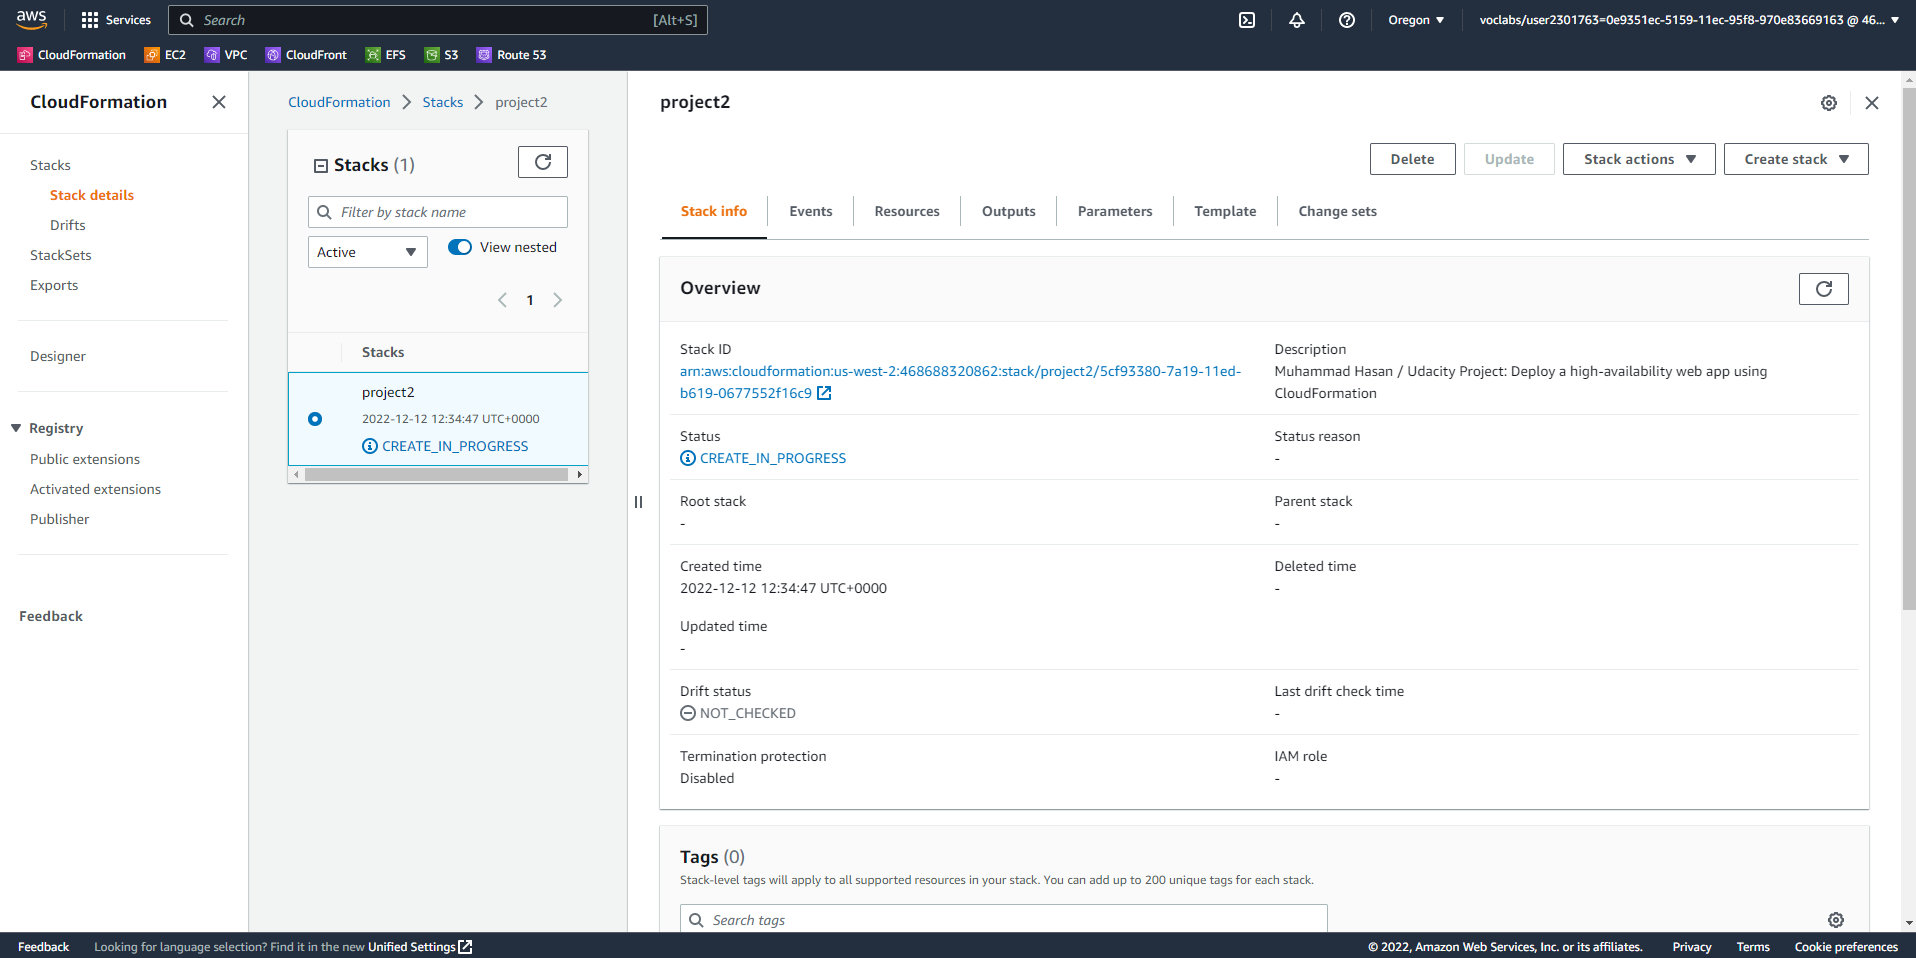 aws
Services
Search
[Alt+S]
Oregon
voclabs/user2301763=0e9351ec-5159-11ec-95f8-970e83669163 @ 46...
CloudFormation
EC2
VPC
CloudFront
EFS
S3
Route 53
CloudFormation
Stacks
Stack details
Drifts
StackSets
Exports
Designer
Registry
Public extensions
Activated extensions
Publisher
Feedback
CloudFormation
Stacks
project2
Stacks (1)
Filter by stack name
Active
View nested
1
Stacks
project2
2022-12-12 12:34:47 UTC+0000
CREATE_IN_PROGRESS
project2
Delete
Update
Stack actions
Create stack
Stack info
Events
Resources
Outputs
Parameters
Template
Change sets
Overview
Stack ID
arn:aws:cloudformation:us-west-2:468688320862:stack/project2/5cf93380-7a19-11ed-
b619-0677552f16c9
Description
Muhammad Hasan / Udacity Project: Deploy a high-availability web app using
CloudFormation
Status
CREATE_IN_PROGRESS
Status reason
-
Root stack
-
Parent stack
-
Created time
2022-12-12 12:34:47 UTC+0000
Deleted time
-
Updated time
-
Drift status
NOT_CHECKED
Last drift check time
-
Termination protection
Disabled
IAM role
-
Tags (0)
Stack-level tags will apply to all supported resources in your stack. You can add up to 200 unique tags for each stack.
Search tags
Feedback
Looking for language selection? Find it in the new Unified Settings
© 2022, Amazon Web Services, Inc. or its affiliates.
Privacy
Terms
Cookie preferences